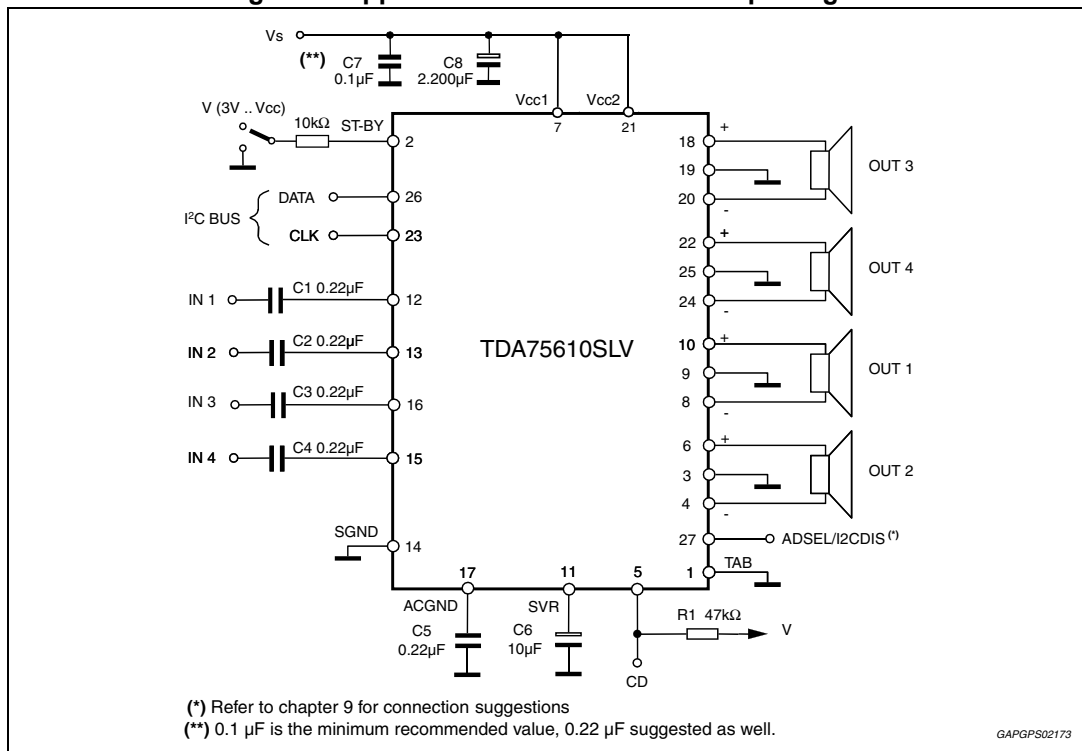 Vs
(**)
C7
0.1µF
C8
2.200µF
Vcc1
Vcc2
7
21
V (3V .. Vcc)
10kΩ
ST-BY
2
I²C BUS
DATA
26
CLK
23
IN 1
C1 0.22µF
12
IN 2
C2 0.22µF
13
IN 3
C3 0.22µF
16
IN 4
C4 0.22µF
15
SGND
14
TDA75610SLV
18
+
19
20
-
OUT 3
22
+
25
24
-
OUT 4
10
+
9
8
-
OUT 1
6
+
3
4
-
OUT 2
27
ADSEL/I2CDIS (*)
1
TAB
17
11
5
ACGND
SVR
C5
0.22µF
C6
10µF
R1 47kΩ
V
CD
(*) Refer to chapter 9 for connection suggestions
(**) 0.1 µF is the minimum recommended value, 0.22 µF suggested as well.
GAPGPS02173